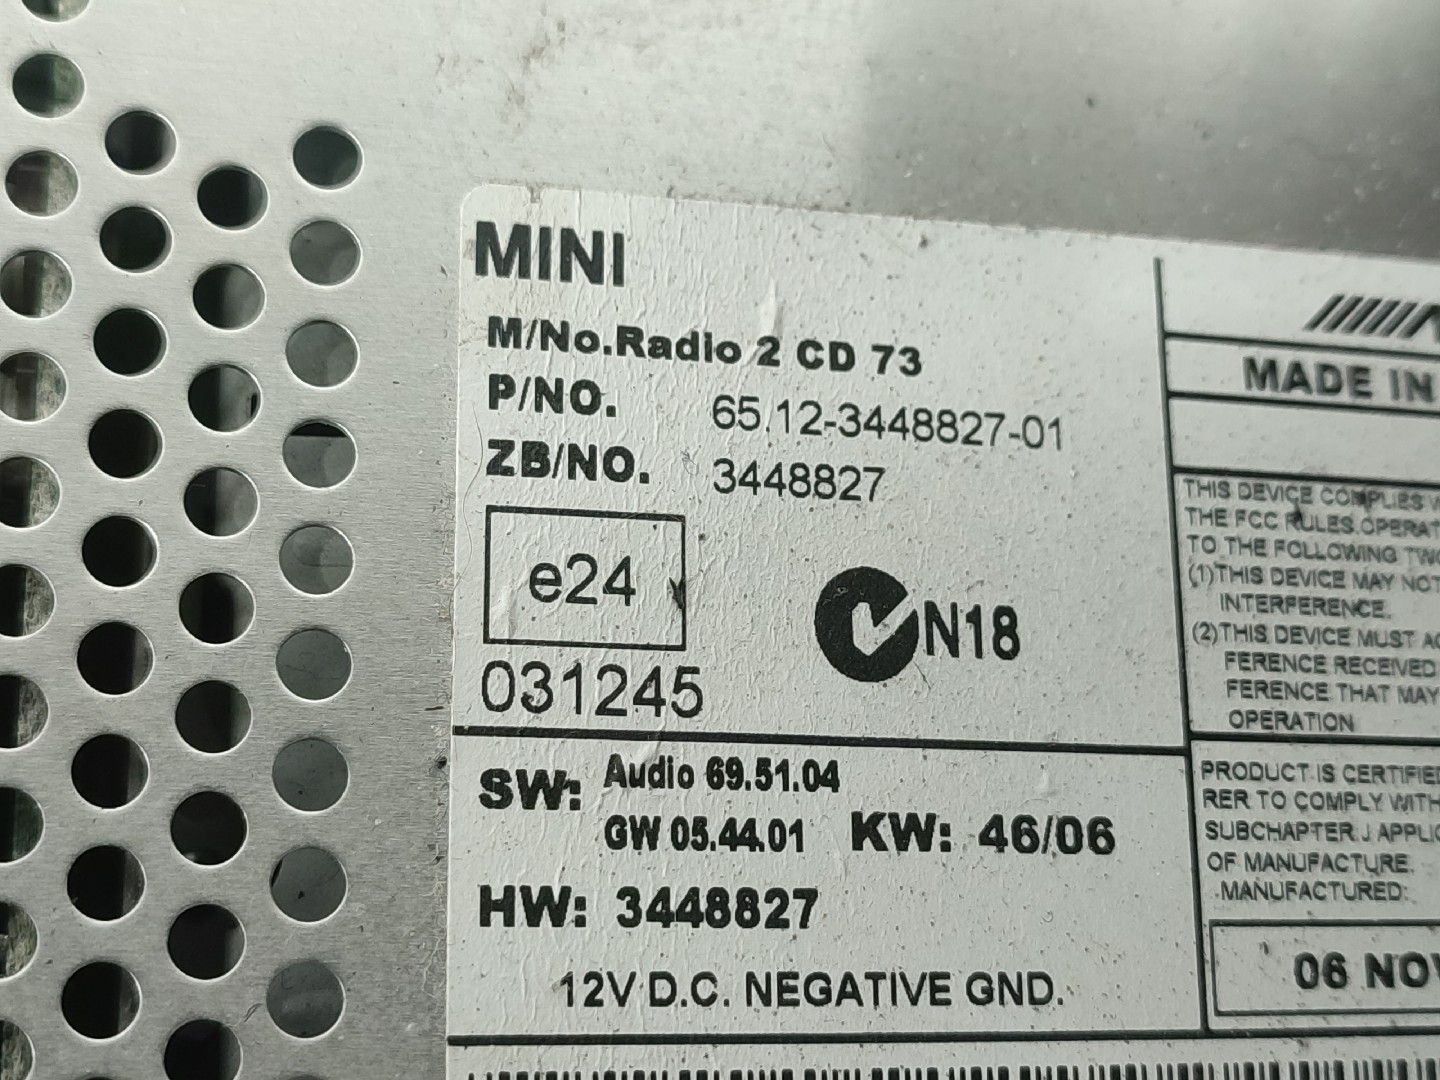 MINI
M/No.Radio 2 CD 73
P/NO. 65.12-3448827-01
ZB/NO. 3448827
e24
031245
N18
SW: Audio 69.51.04
GW 05.44.01 KW: 46/06
HW: 3448827
12V D.C. NEGATIVE GND.
MADE IN
THIS DEVICE COMPLIES
THE FCC RULES.OPERAT
TO THE FOLLOWING TWO
(1)THIS DEVICE MAY NOT
INTERFERENCE.
(2)THIS DEVICE MUST AC
FERENCE RECEIVED
FERENCE THAT MAY
OPERATION
PRODUCT IS CERTIFIED
RER TO COMPLY WITH
SUBCHAPTER J APPLIC
OF MANUFACTURE.
MANUFACTURED:
06 NOV